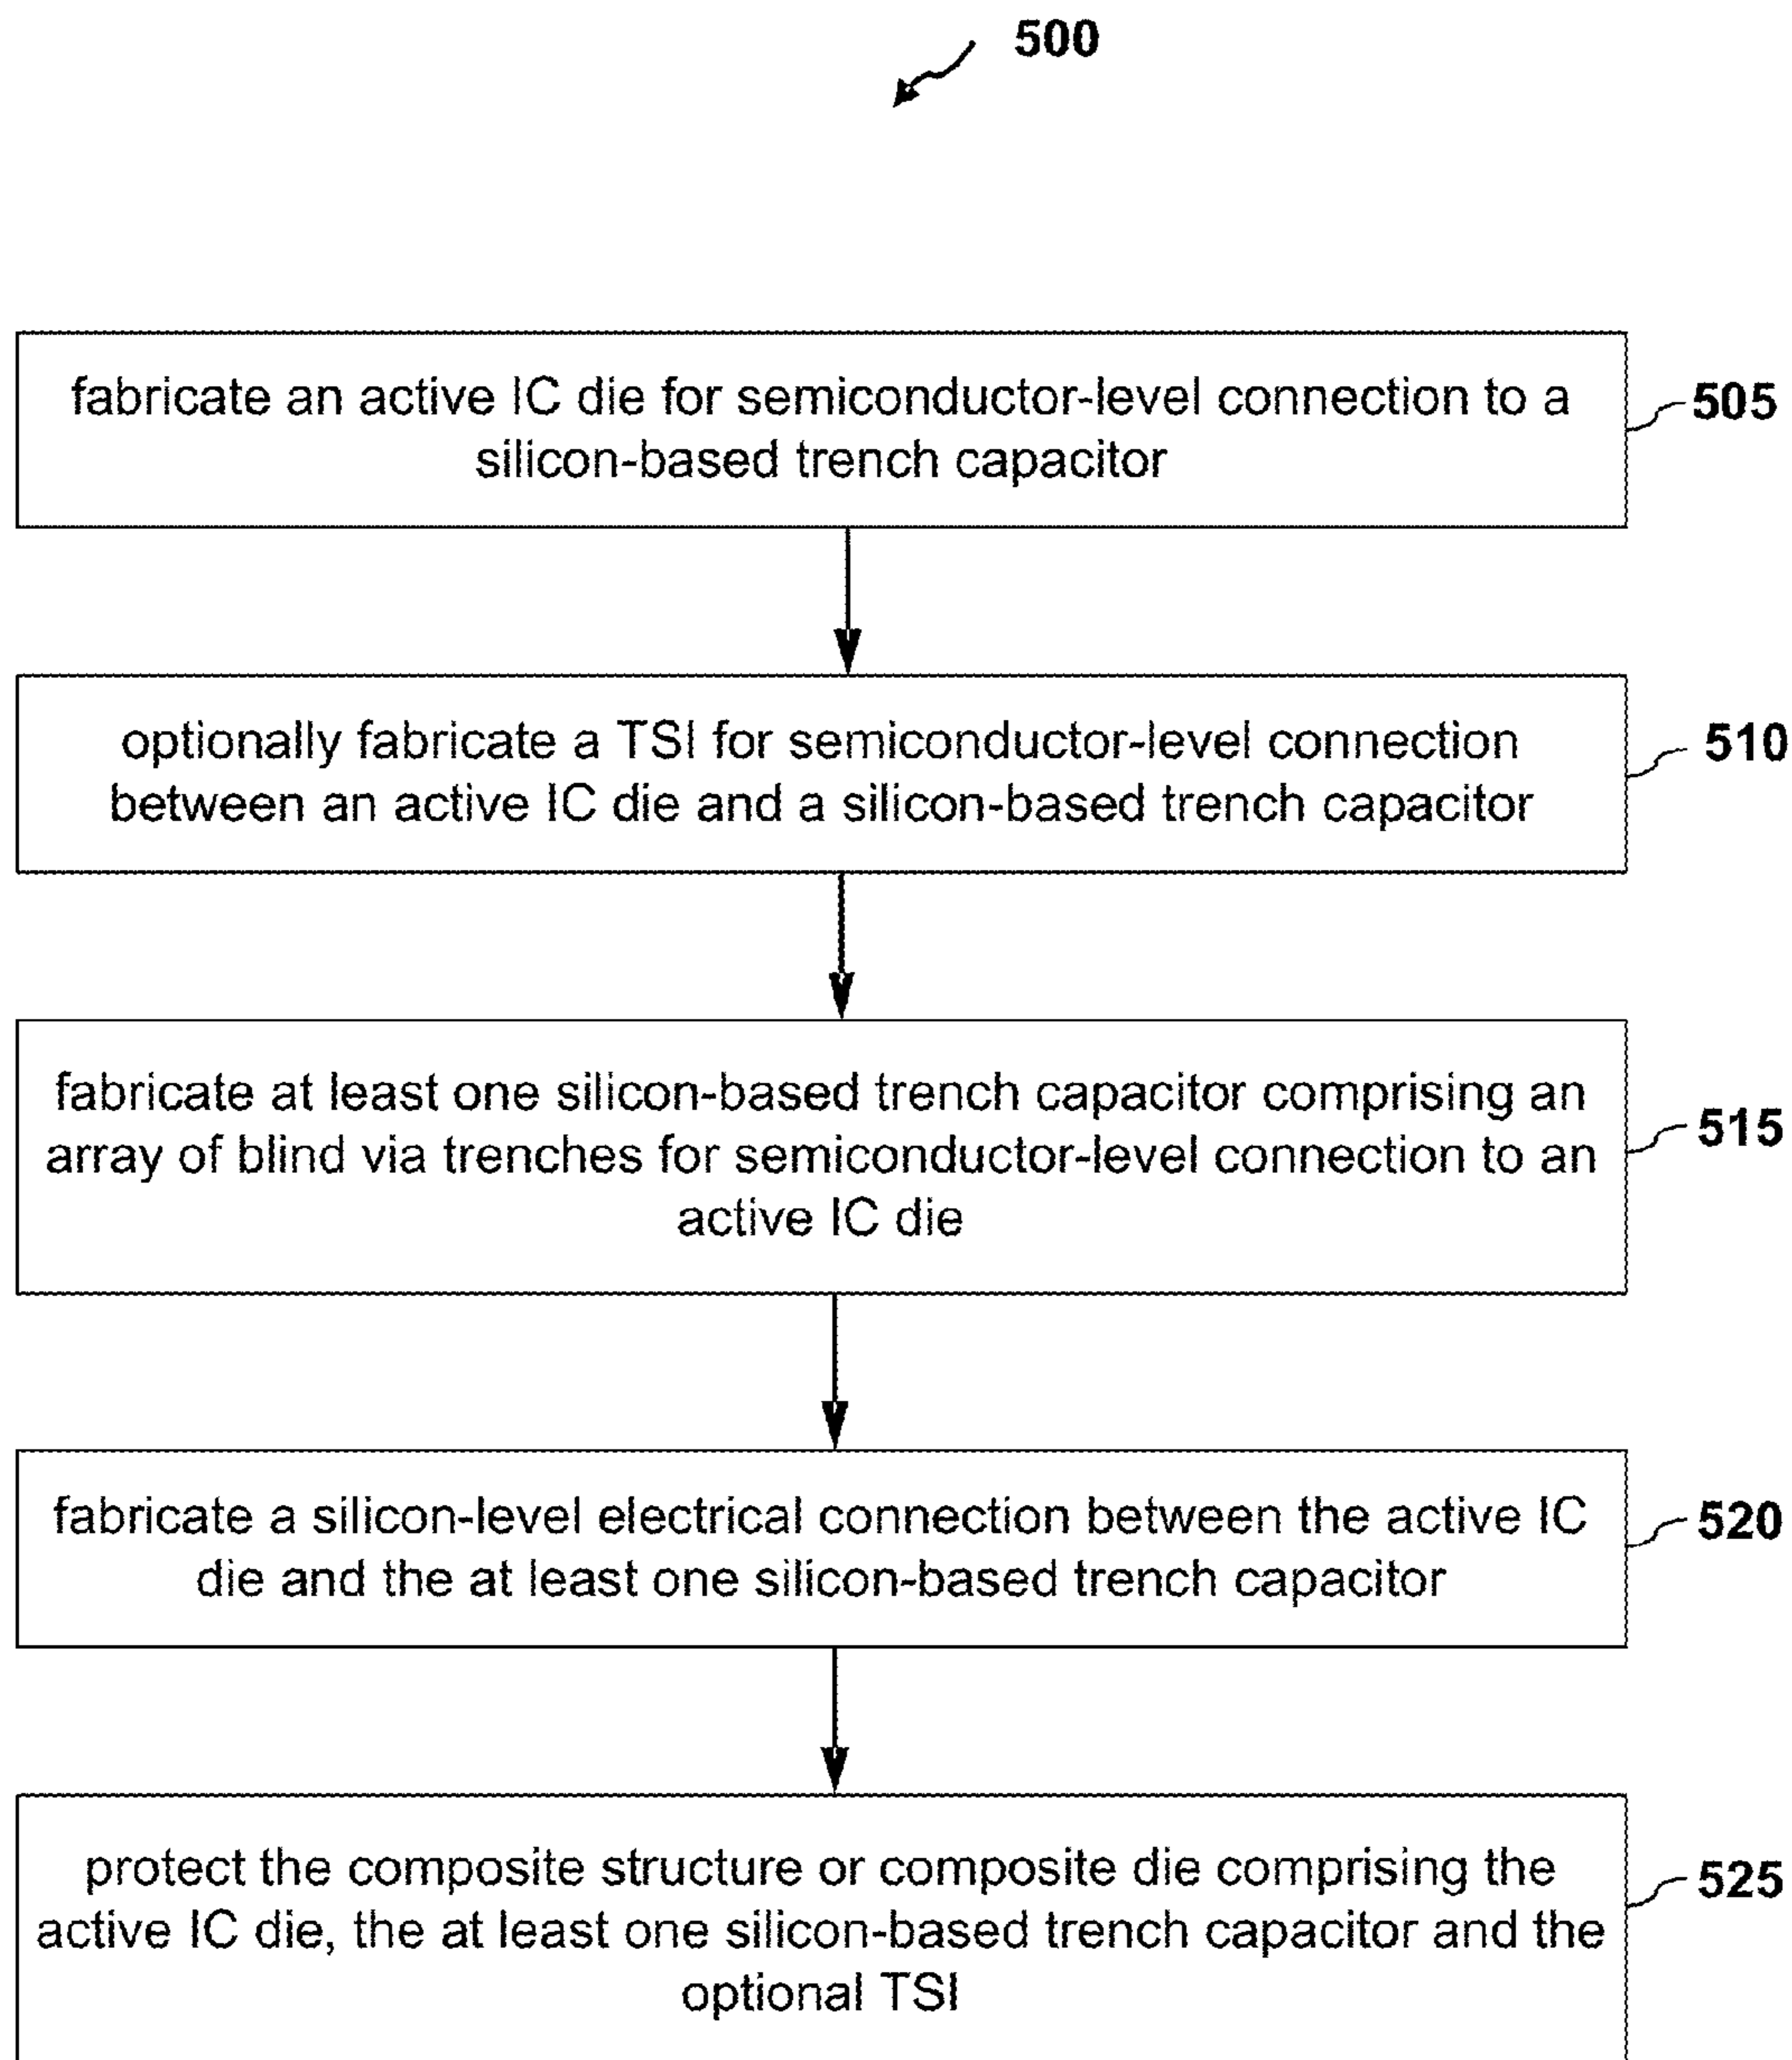 500
fabricate an active IC die for semiconductor-level connection to a
silicon-based trench capacitor
505
optionally fabricate a TSI for semiconductor-level connection
between an active IC die and a silicon-based trench capacitor
510
fabricate at least one silicon-based trench capacitor comprising an
array of blind via trenches for semiconductor-level connection to an
active IC die
515
fabricate a silicon-level electrical connection between the active IC
die and the at least one silicon-based trench capacitor
520
protect the composite structure or composite die comprising the
active IC die, the at least one silicon-based trench capacitor and the
optional TSI
525